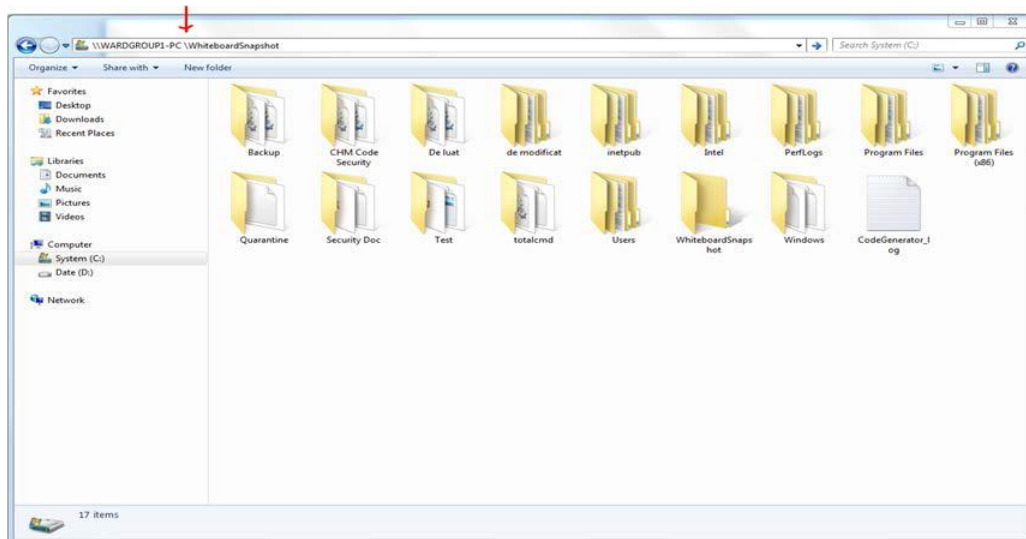 \\WARDGROUP1-PC \WhiteboardSnapshot
Search System (C:)
Organize
Share with
New folder
Favorites
Desktop
Downloads
Recent Places
Libraries
Documents
Music
Pictures
Videos
Computer
System (C:)
Date (D:)
Network
Backup
CHM Code
Security
De luat
de modificat
inetpub
Intel
PerfLogs
Program Files
Program Files
(x86)
Quarantine
Security Doc
Test
totalcmd
Users
WhiteboardSnaps
hot
Windows
CodeGenerator_l
og
17 items